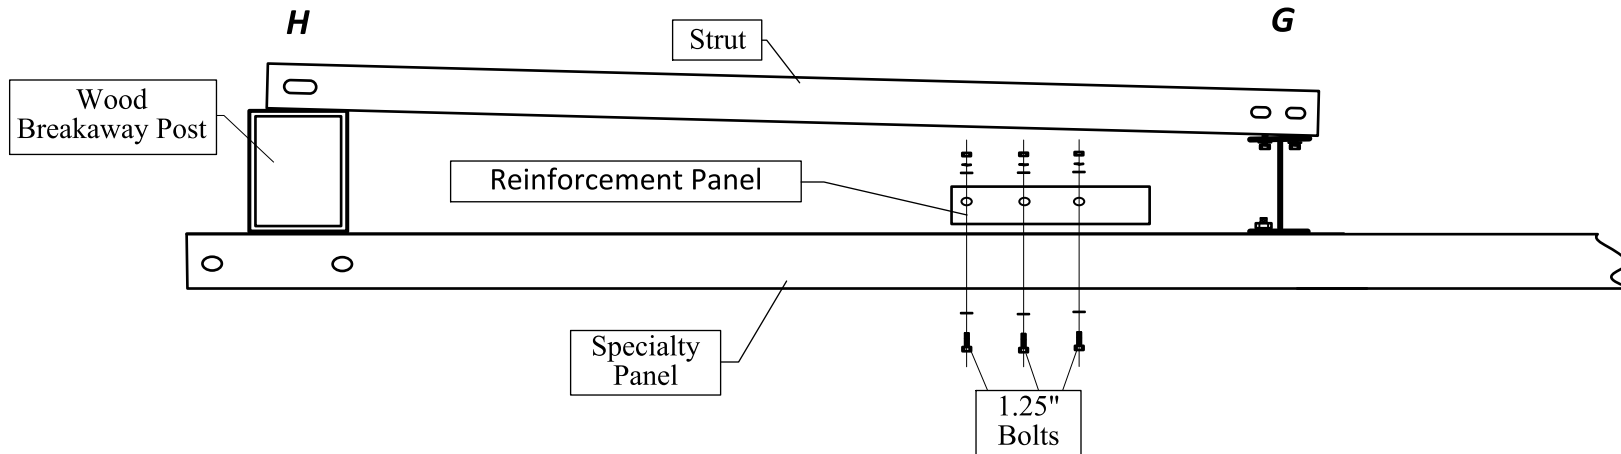 H
G
Strut
Wood
Breakaway Post
Reinforcement Panel
Specialty
Panel
1.25"
Bolts